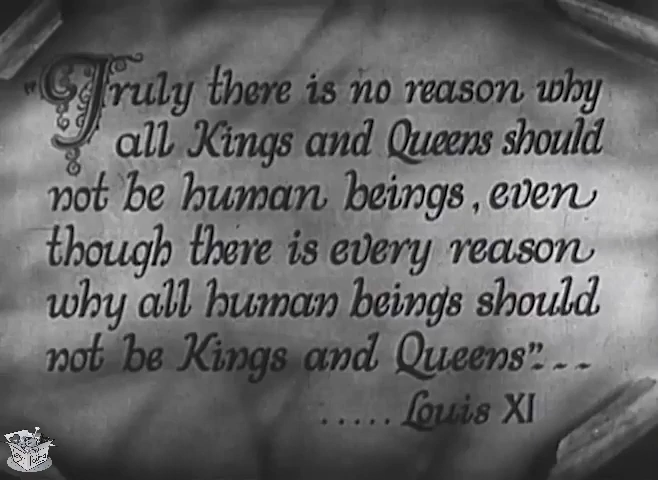 "Truly there is no reason why
all Kings and Queens should
not be human beings, even
though there is every reason
why all human beings should
not be Kings and Queens"...
.....Louis XI